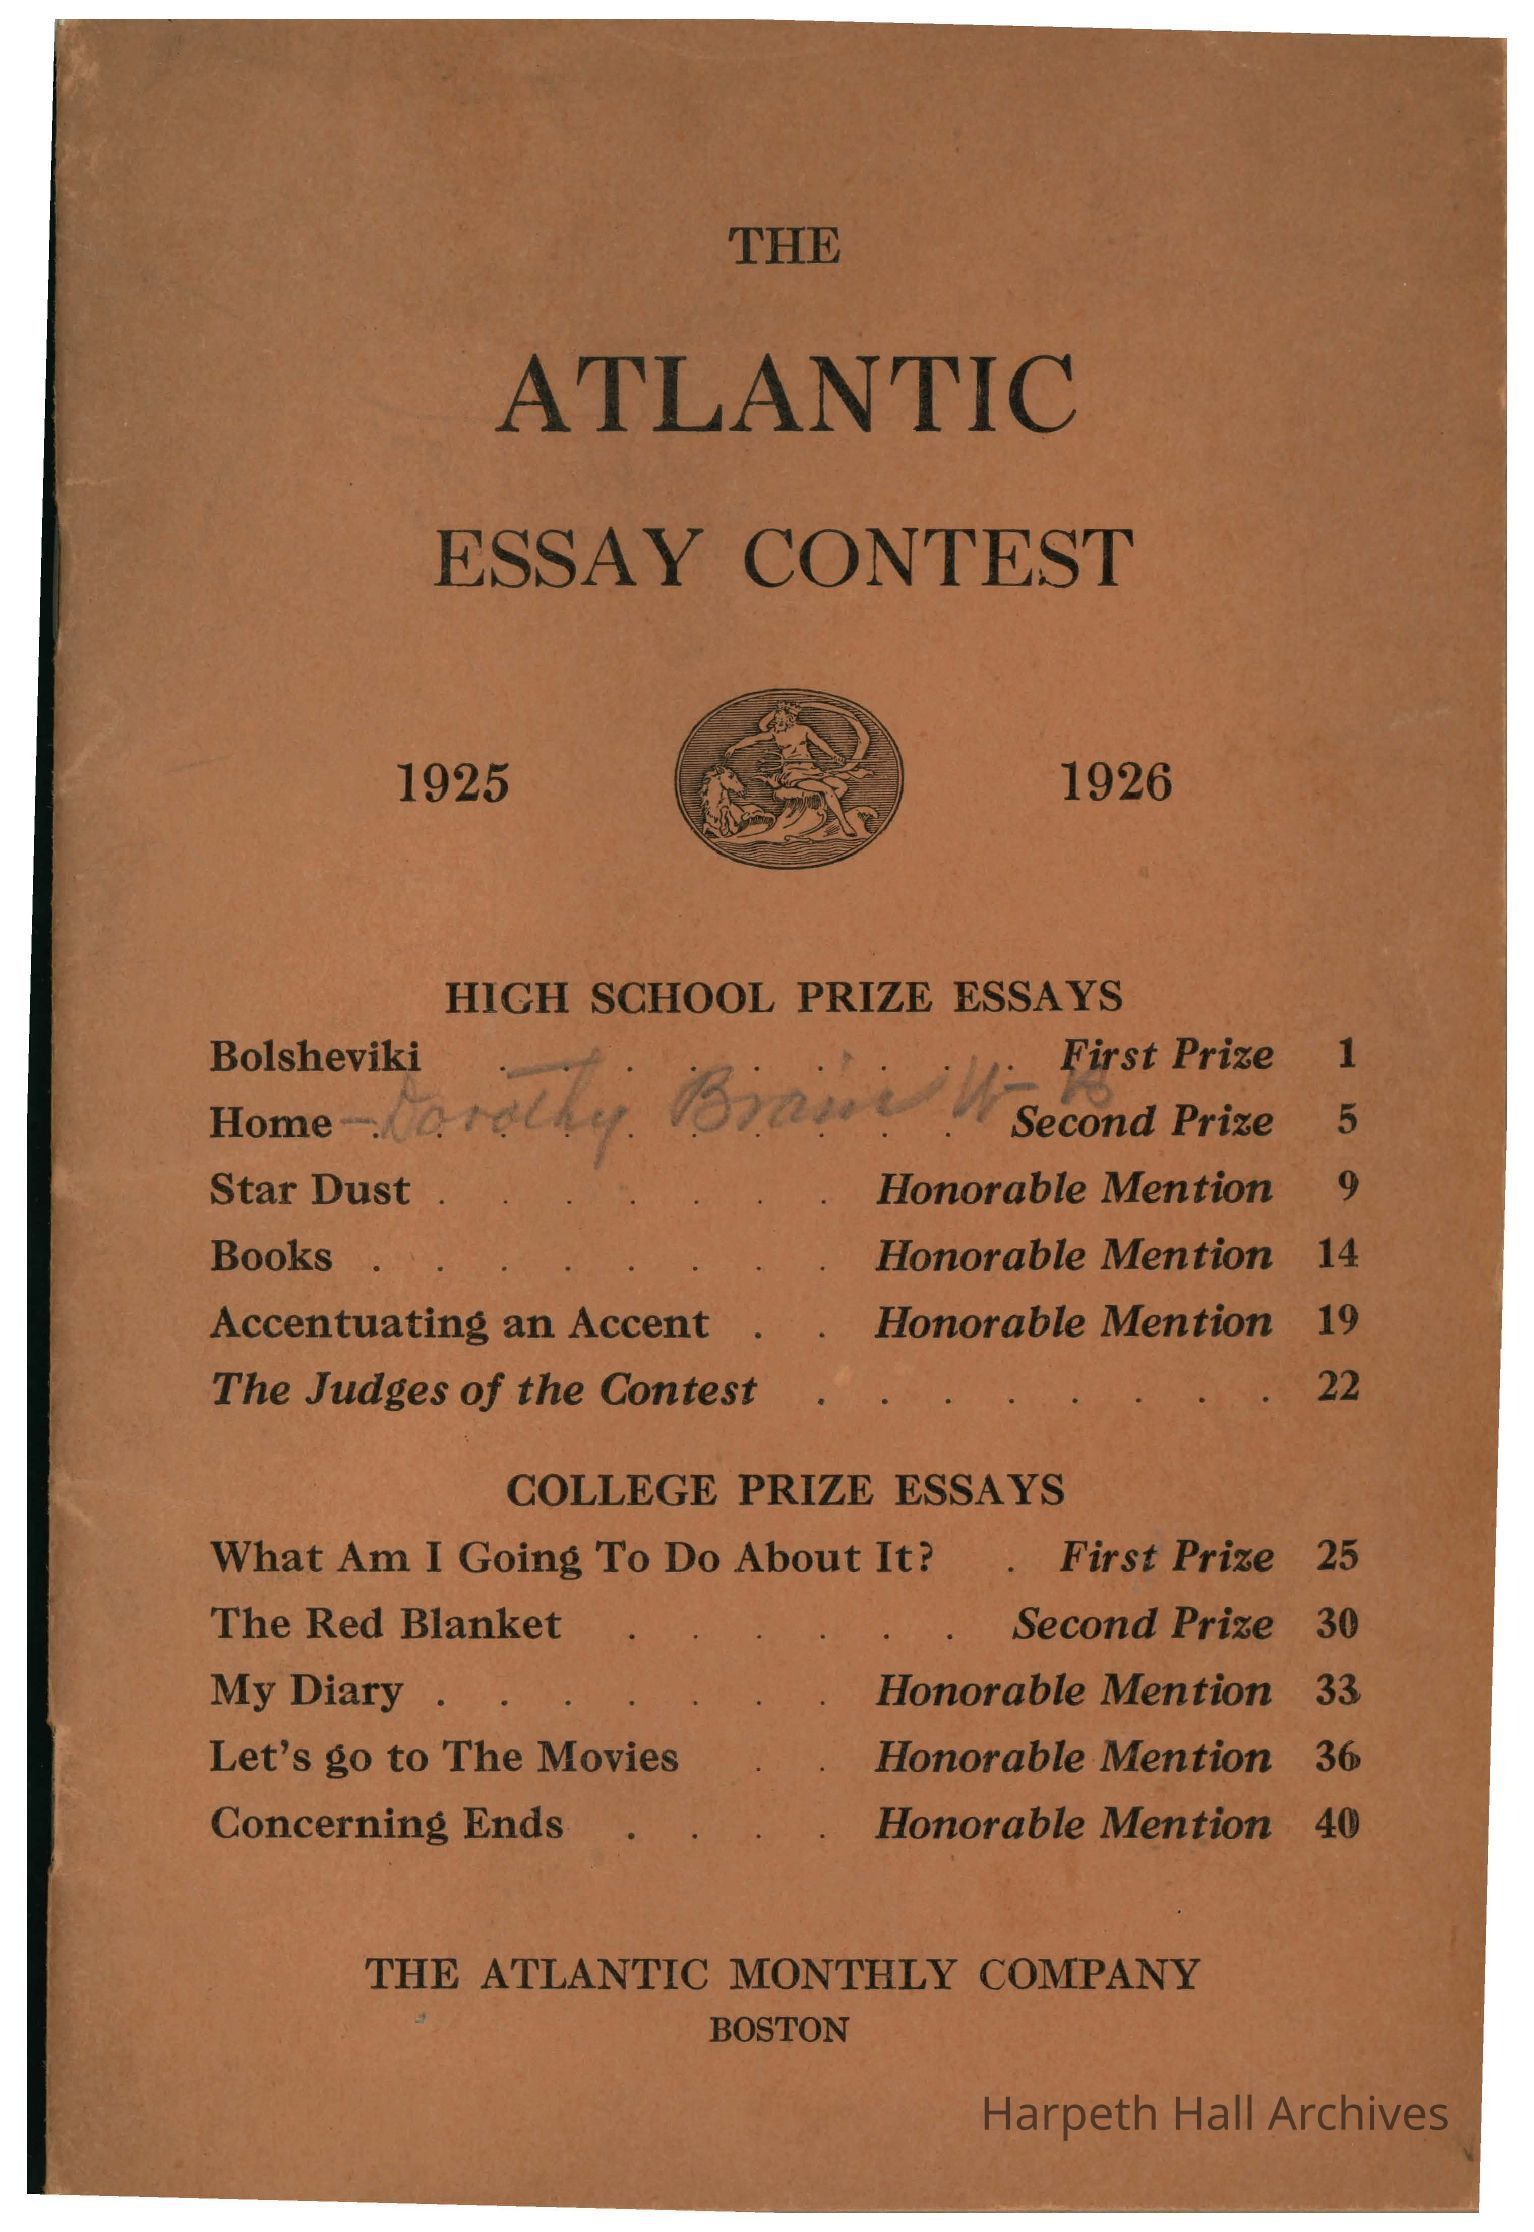 THE
ATLANTIC
ESSAY CONTEST
1925 1926
HIGH SCHOOL PRIZE ESSAYS
Bolsheviki . . . . . . . . . First Prize 1
Home – Dorothy W – B . . . . . . . . . . Second Prize 5
Star Dust . . . . . . . Honorable Mention 9
Books . . . . . . . . Honorable Mention 14
Accentuating an Accent . . Honorable Mention 19
The Judges of the Contest . . . . . . . . 22
COLLEGE PRIZE ESSAYS
What Am I Going To Do About It? . First Prize 25
The Red Blanket . . . . . . Second Prize 30
My Diary . . . . . . . Honorable Mention 33
Let's go to The Movies . . Honorable Mention 36
Concerning Ends . . . . Honorable Mention 40
THE ATLANTIC MONTHLY COMPANY
BOSTON
Harpeth Hall Archives